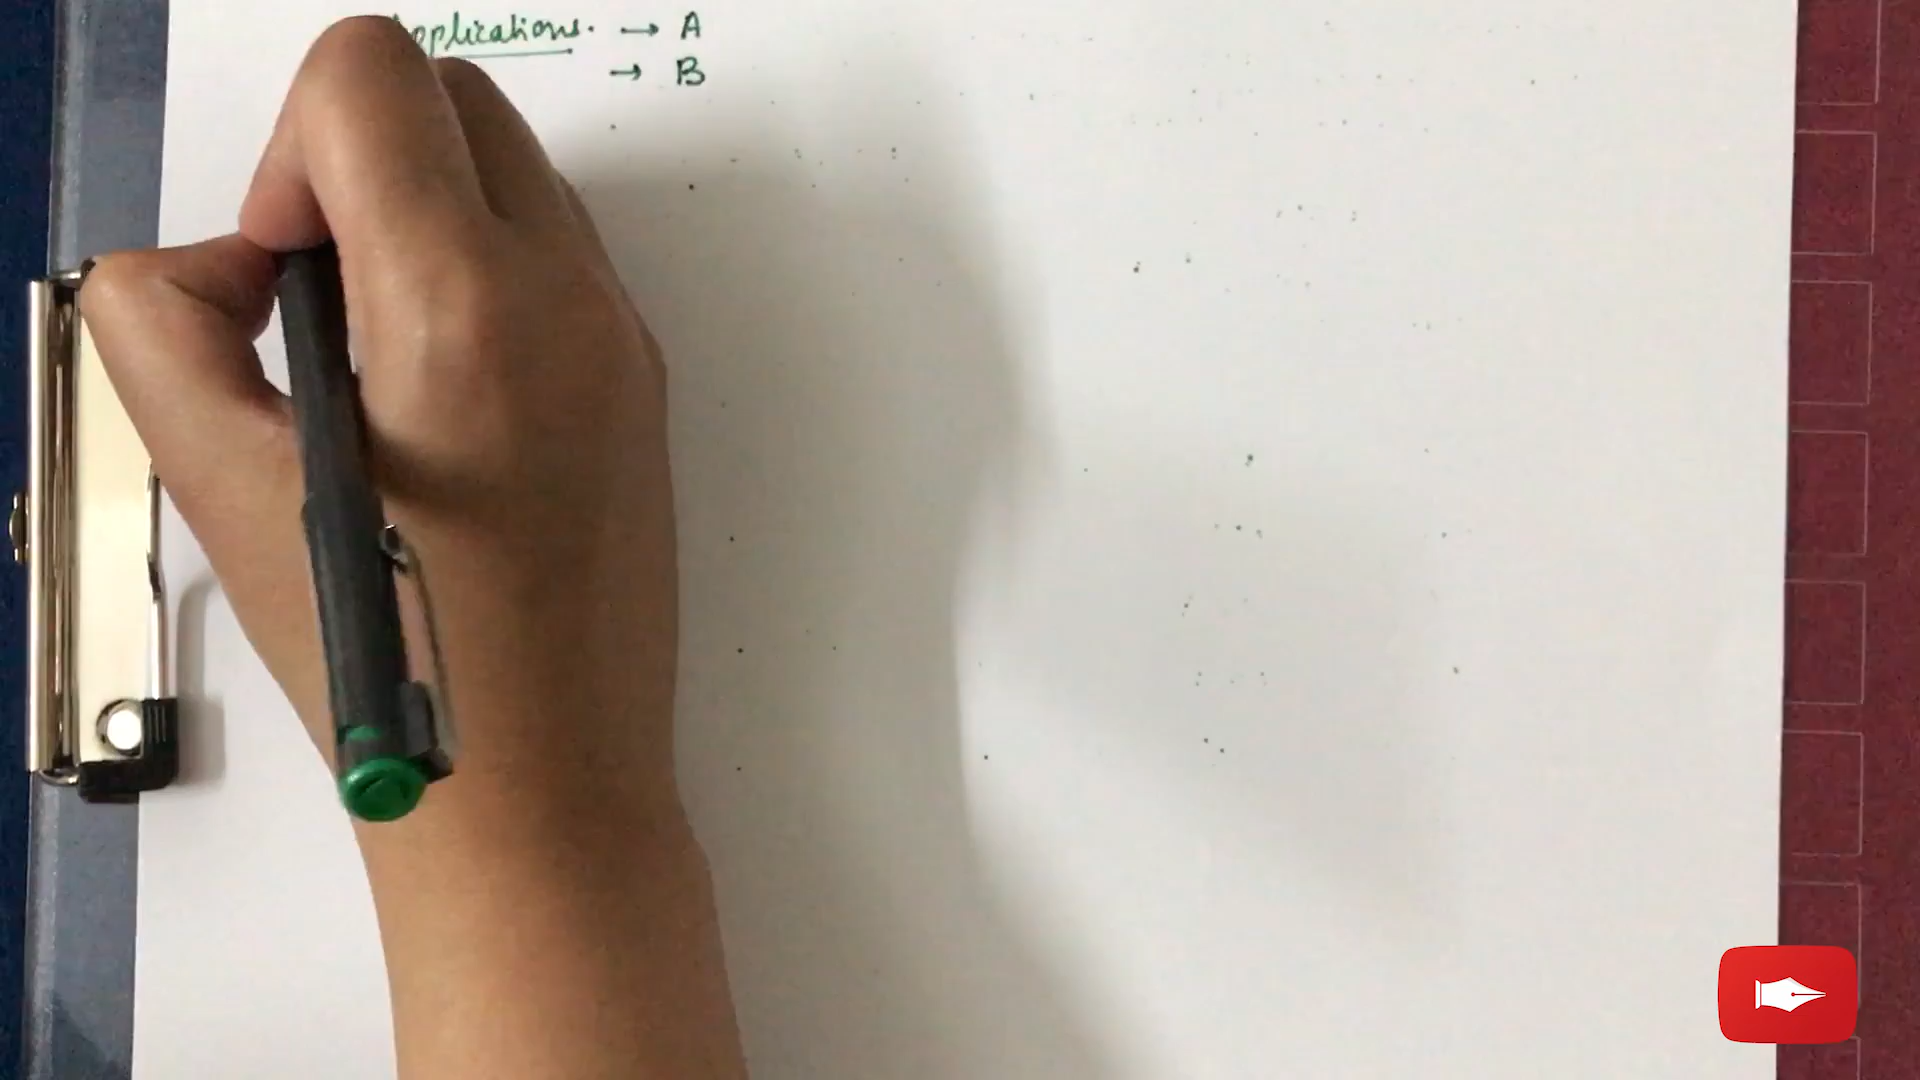 Applications. → A
→ B